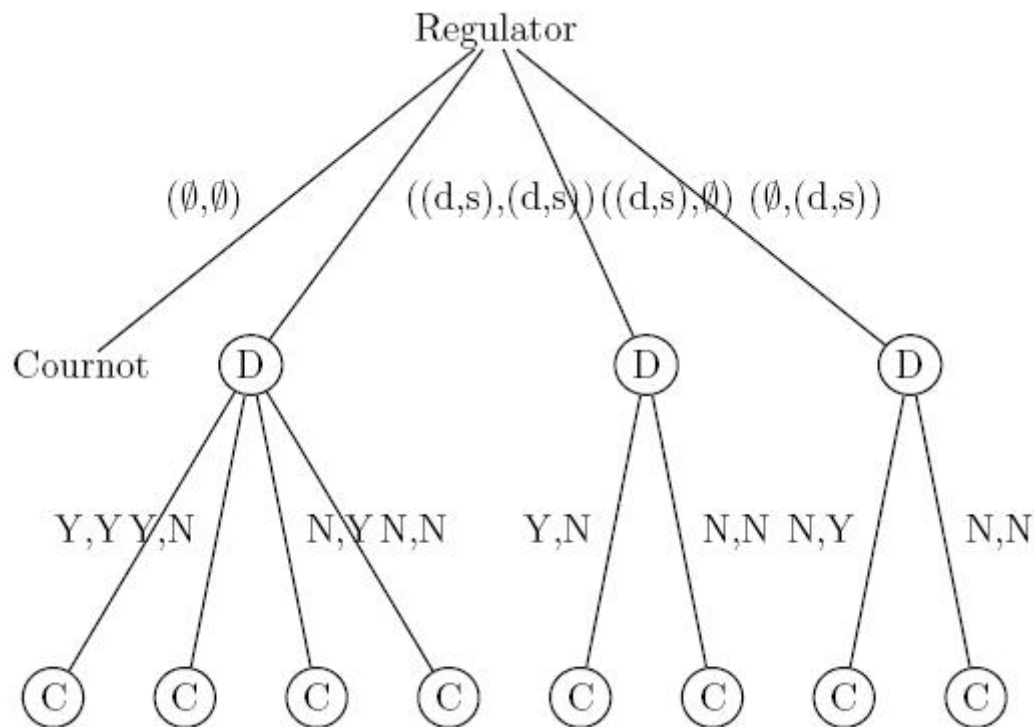 Regulator
(∅,∅) ((d,s),(d,s)) ((d,s),∅) (∅,(d,s))
Cournot D D D
Y,Y Y,N N,Y N,N Y,N N,N N,Y N,N
C C C C C C C C